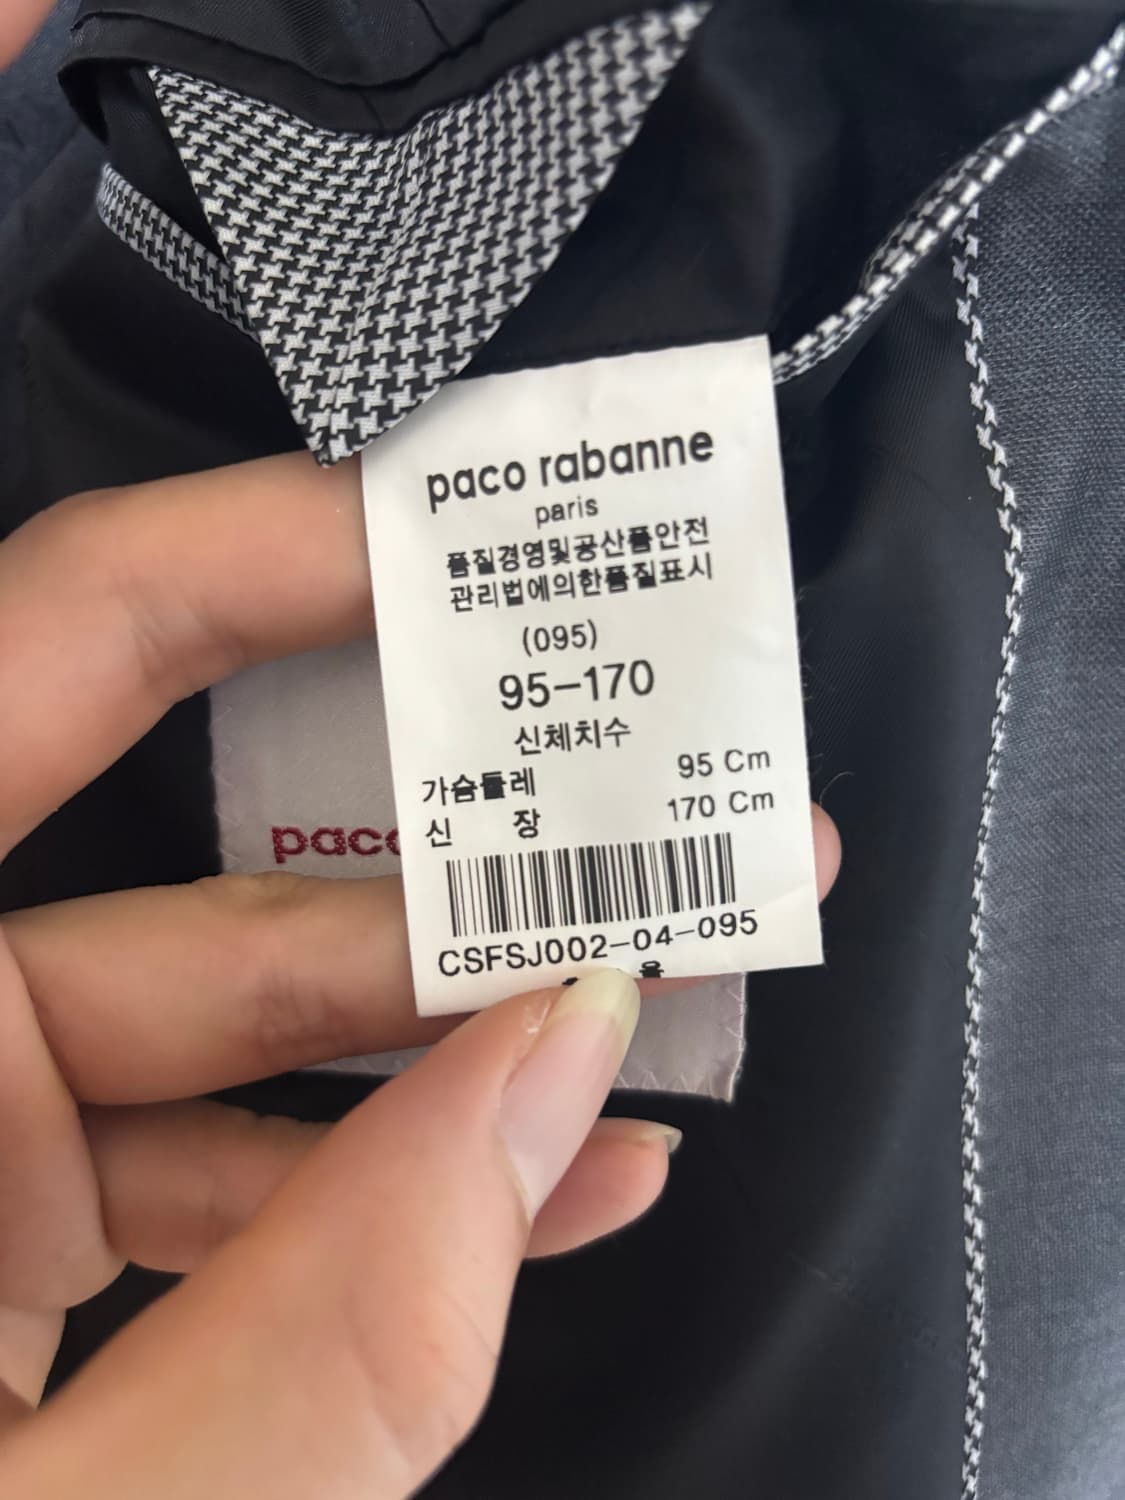 paco rabanne
paris
품질경영및공산품안전
관리법에의한품질표시
(095)
95-170
신체치수
가슴둘레 95 Cm
신 장 170 Cm
CSFSJ002-04-095
paco